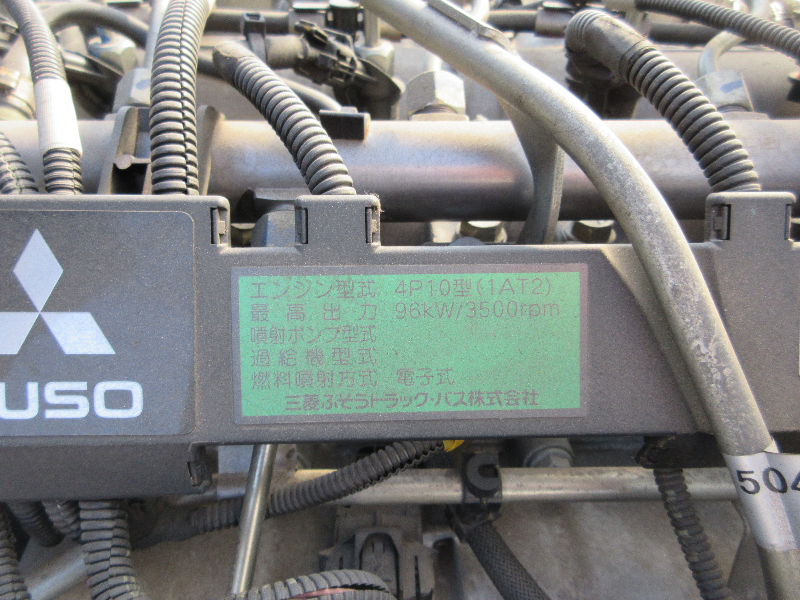 エンジン型式 4P10型(1AT2)
最高出力 96kW/3500rpm
噴射ポンプ型式
過給機型式
燃料噴射方式 電子式
三菱ふそうトラック・バス株式会社
USO
504